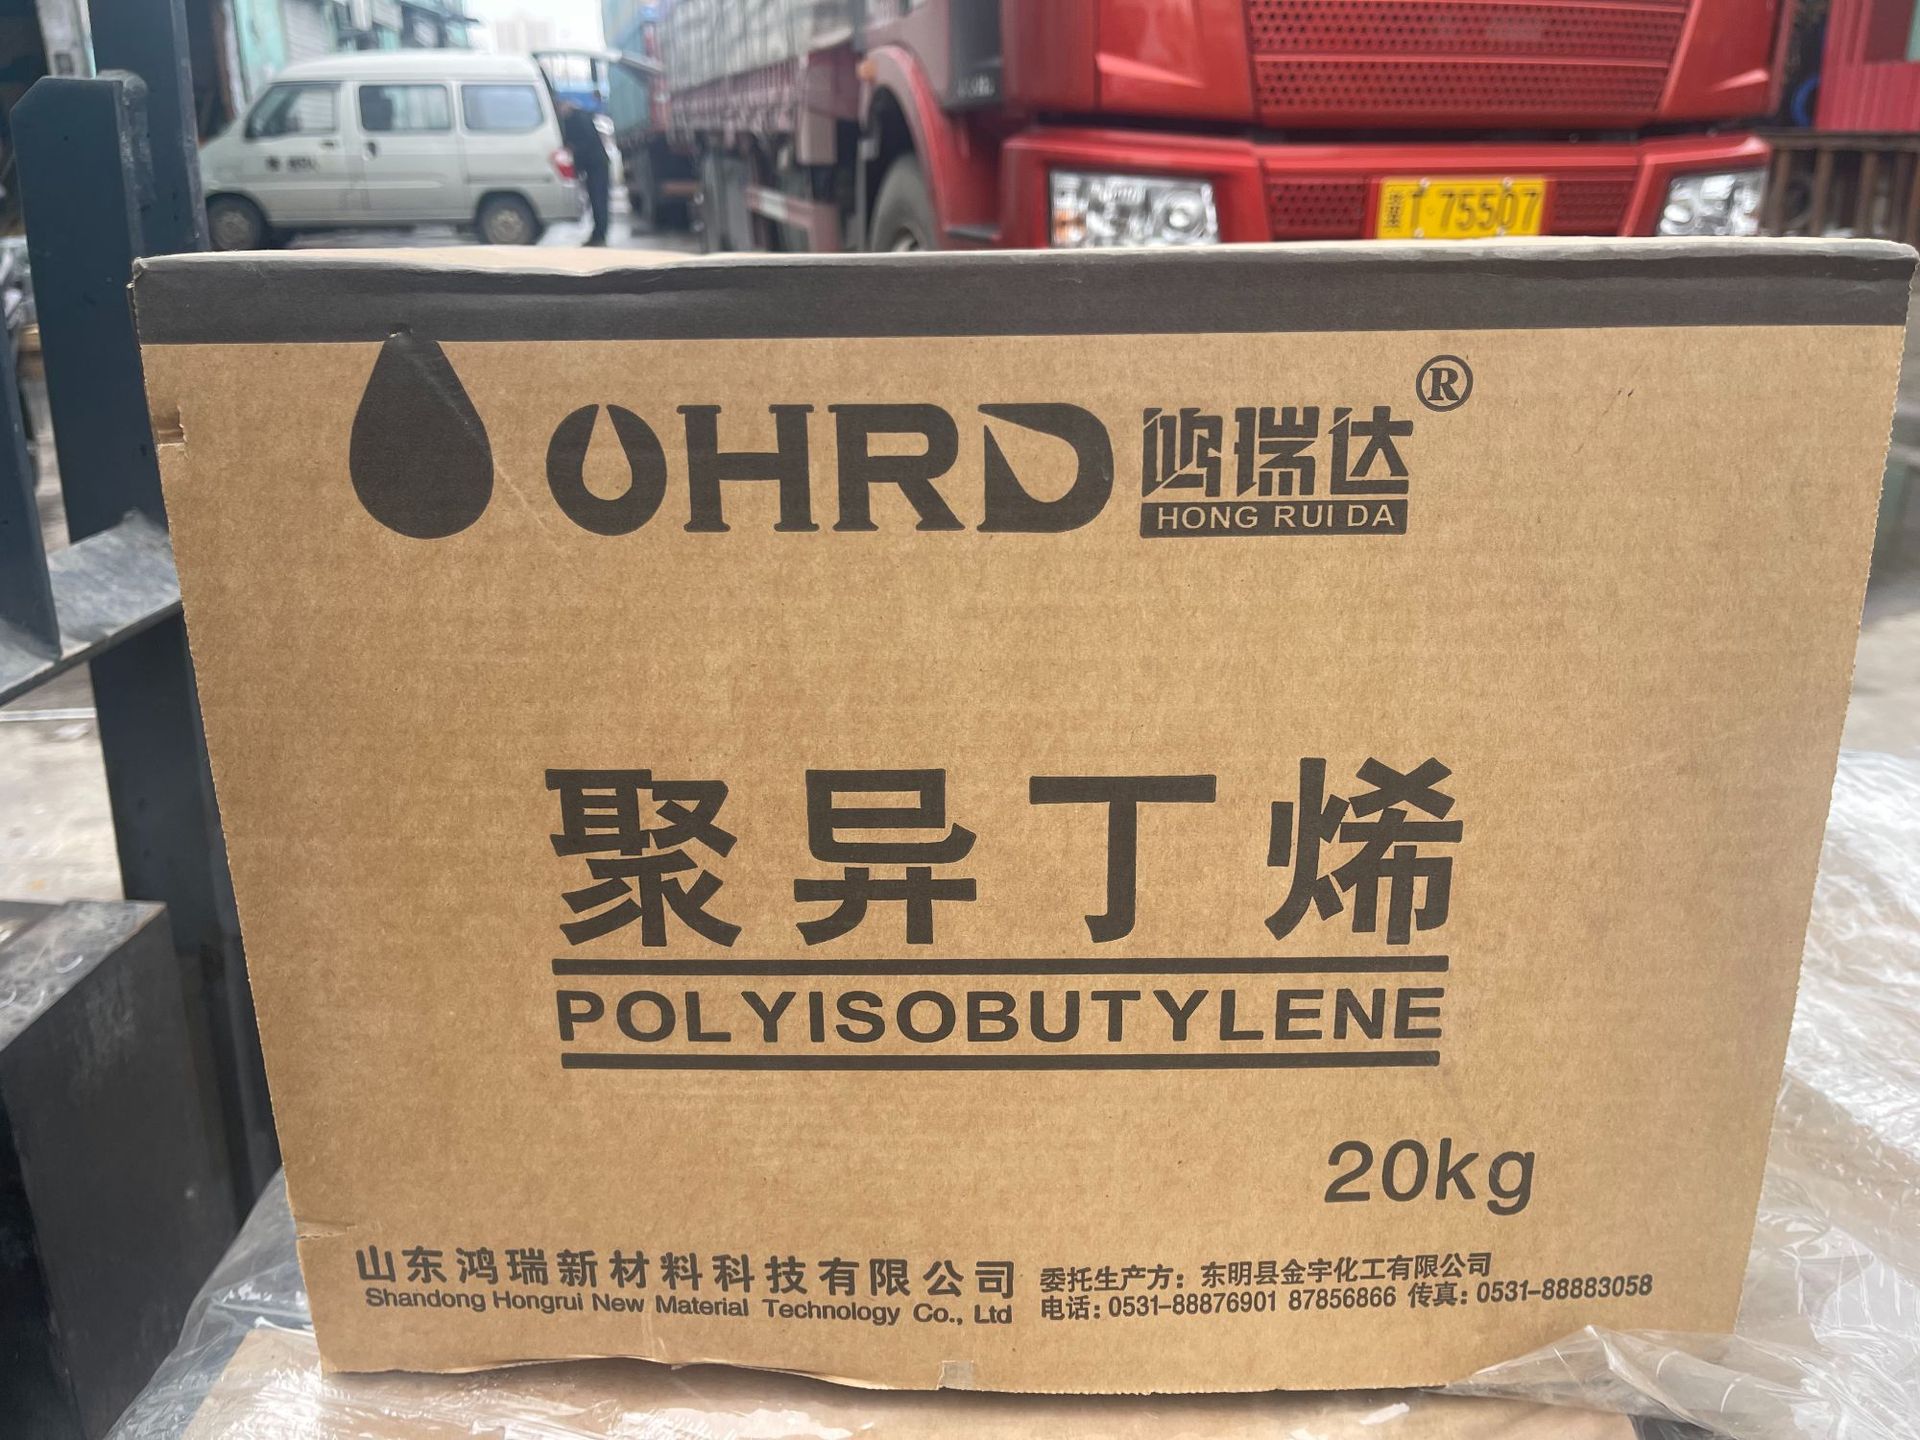 T·75507
OHRD 鸿瑞达®
HONG RUI DA
聚异丁烯
POLYISOBUTYLENE
20kg
山东鸿瑞新材料科技有限公司
Shandong Hongrui New Material Technology Co., Ltd
委托生产方：东明县金宇化工有限公司
电话：0531-88876901 87856866 传真：0531-88883058